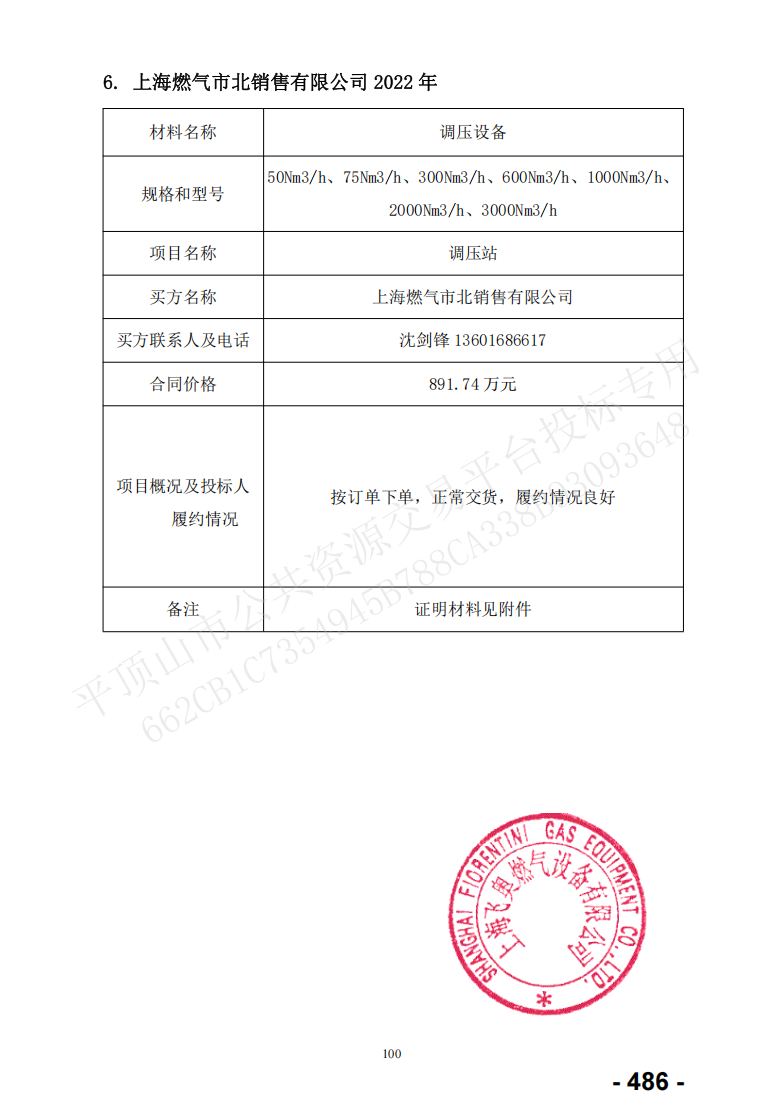 6. 上海燃气市北销售有限公司 2022 年
材料名称
调压设备
规格和型号
50Nm3/h、75Nm3/h、300Nm3/h、600Nm3/h、1000Nm3/h、
2000Nm3/h、3000Nm3/h
项目名称
调压站
买方名称
上海燃气市北销售有限公司
买方联系人及电话
沈剑锋 13601686617
合同价格
891.74 万元
项目概况及投标人
履约情况
按订单下单，正常交货，履约情况良好
备注
证明材料见附件
平顶山市公共资源交易平台投标专用
662CB1C7354945B788CA338D23093648
SHANGHAI FIORENTINI GAS EQUIPMENT CO.,LTD.
上海飞奥燃气设备有限公司
100
- 486 -